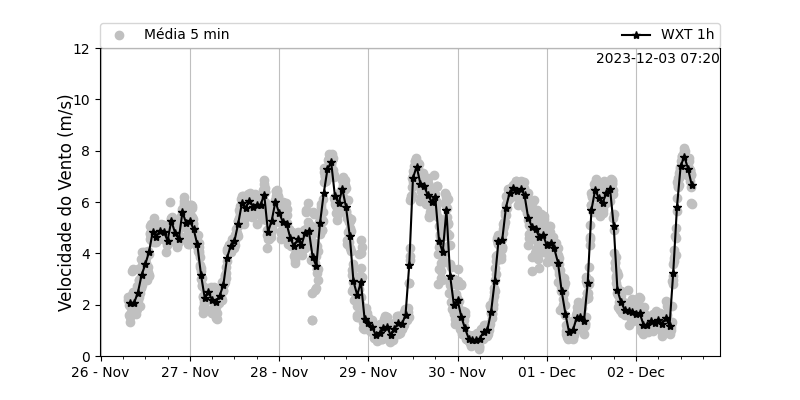 Média 5 min
WXT 1h
2023-12-03 07:20
Velocidade do Vento (m/s)
12
10
8
6
4
2
0
26 - Nov
27 - Nov
28 - Nov
29 - Nov
30 - Nov
01 - Dec
02 - Dec